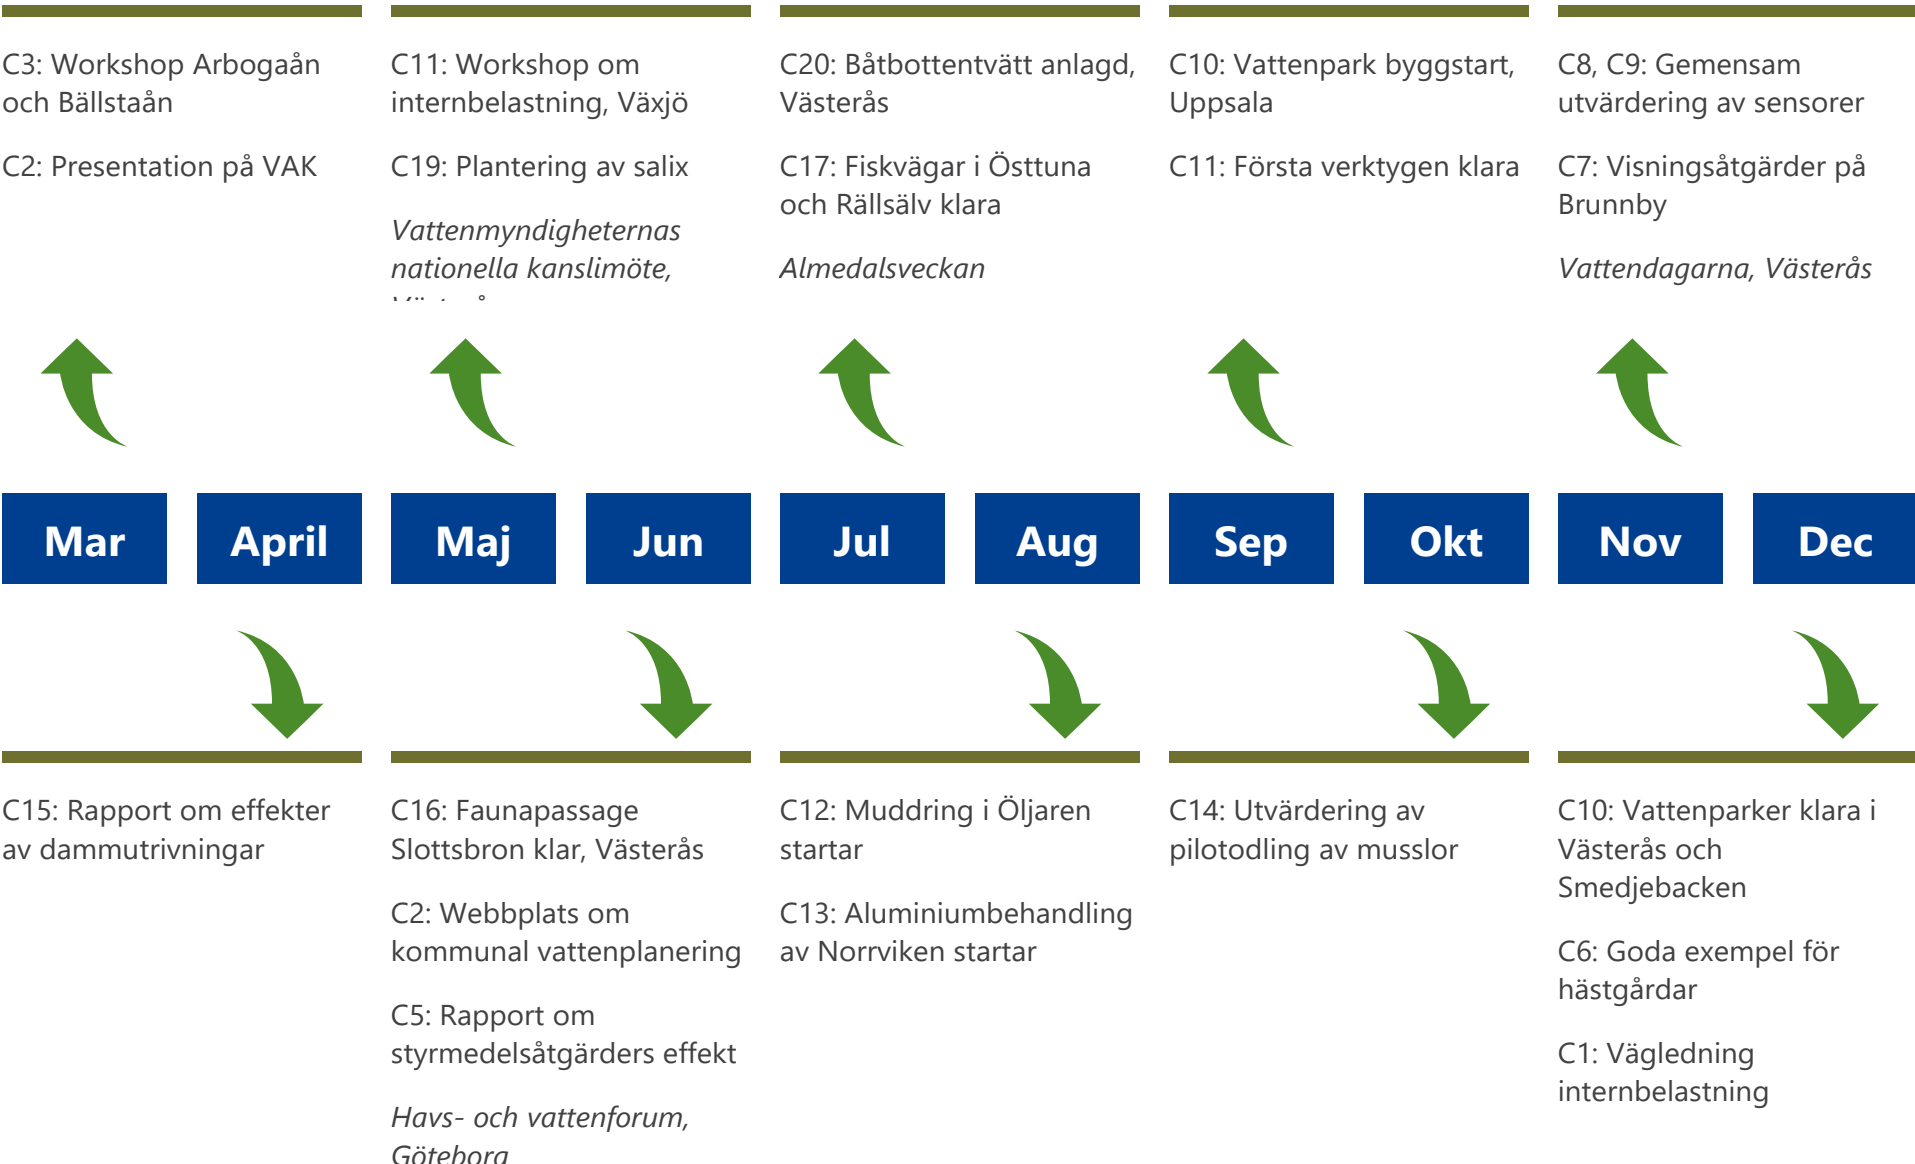 C3: Workshop Arbogaån
och Bällstaån
C2: Presentation på VAK
C11: Workshop om
internbelastning, Växjö
C19: Plantering av salix
Vattenmyndigheternas
nationella kanslimöte,
C20: Båtbottentvätt anlagd,
Västerås
C17: Fiskvägar i Östtuna
och Rällsälv klara
Almedalsveckan
C10: Vattenpark byggstart,
Uppsala
C11: Första verktygen klara
C8, C9: Gemensam
utvärdering av sensorer
C7: Visningsåtgärder på
Brunnby
Vattendagarna, Västerås
Mar
April
Maj
Jun
Jul
Aug
Sep
Okt
Nov
Dec
C15: Rapport om effekter
av dammutrivningar
C16: Faunapassage
Slottsbron klar, Västerås
C2: Webbplats om
kommunal vattenplanering
C5: Rapport om
styrmedelsåtgärders effekt
Havs- och vattenforum,
Göteborg
C12: Muddring i Öljaren
startar
C13: Aluminiumbehandling
av Norrviken startar
C14: Utvärdering av
pilotodling av musslor
C10: Vattenparker klara i
Västerås och
Smedjebacken
C6: Goda exempel för
hästgårdar
C1: Vägledning
internbelastning